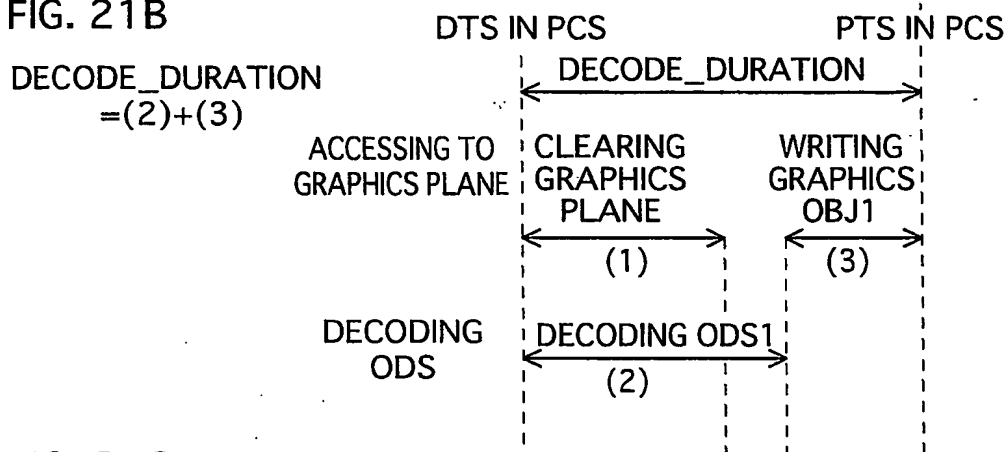 FIG. 21B
DTS IN PCS
PTS IN PCS
DECODE_DURATION
=(2)+(3)
DECODE_DURATION
ACCESSING TO
GRAPHICS PLANE
CLEARING
GRAPHICS
PLANE
(1)
WRITING
GRAPHICS
OBJ1
(3)
DECODING
ODS
DECODING ODS1
(2)